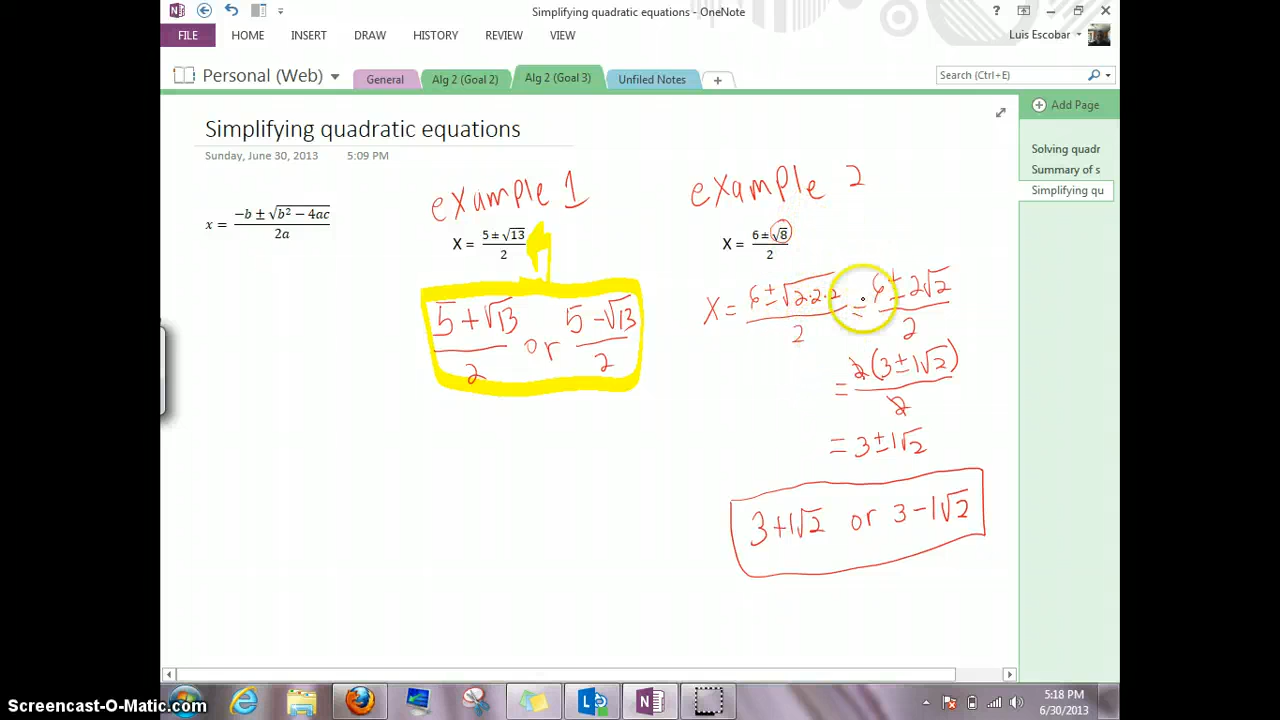 Simplifying quadratic equations - OneNote
?
FILE HOME INSERT DRAW HISTORY REVIEW VIEW
Luis Escobar
Personal (Web) General Alg 2 (Goal 2) Alg 2 (Goal 3) Unfiled Notes +
Search (Ctrl+E)
Add Page
Solving quadr
Summary of s
Simplifying qu
Simplifying quadratic equations
Sunday, June 30, 2013 5:09 PM
x = (−b ± √(b² − 4ac)) / 2a
example 1
X = (5 ± √13) / 2
(5 + √13) / 2 or (5 − √13) / 2
example 2
X = (6 ± √8) / 2
X = (6 ± √(2·2·2)) / 2 = (6 ± 2√2) / 2
= 2(3 ± 1√2) / 2
= 3 ± 1√2
3 + 1√2 or 3 − 1√2
Screencast-O-Matic.com
5:18 PM
6/30/2013